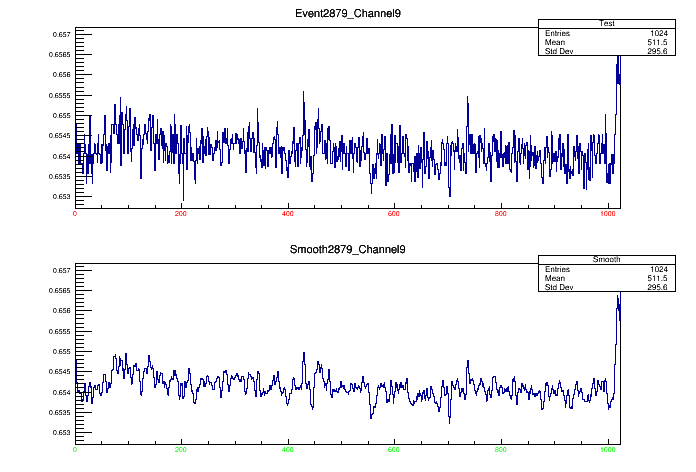 Event2879_Channel9
Test
Entries 1024
Mean 511.5
Std Dev 295.6
0.657
0.6565
0.656
0.6555
0.655
0.6545
0.654
0.6535
0.653
0 200 400 600 800 1000
Smooth2879_Channel9
Smooth
Entries 1024
Mean 511.5
Std Dev 295.6
0.657
0.6565
0.656
0.6555
0.655
0.6545
0.654
0.6535
0.653
0 200 400 600 800 1000